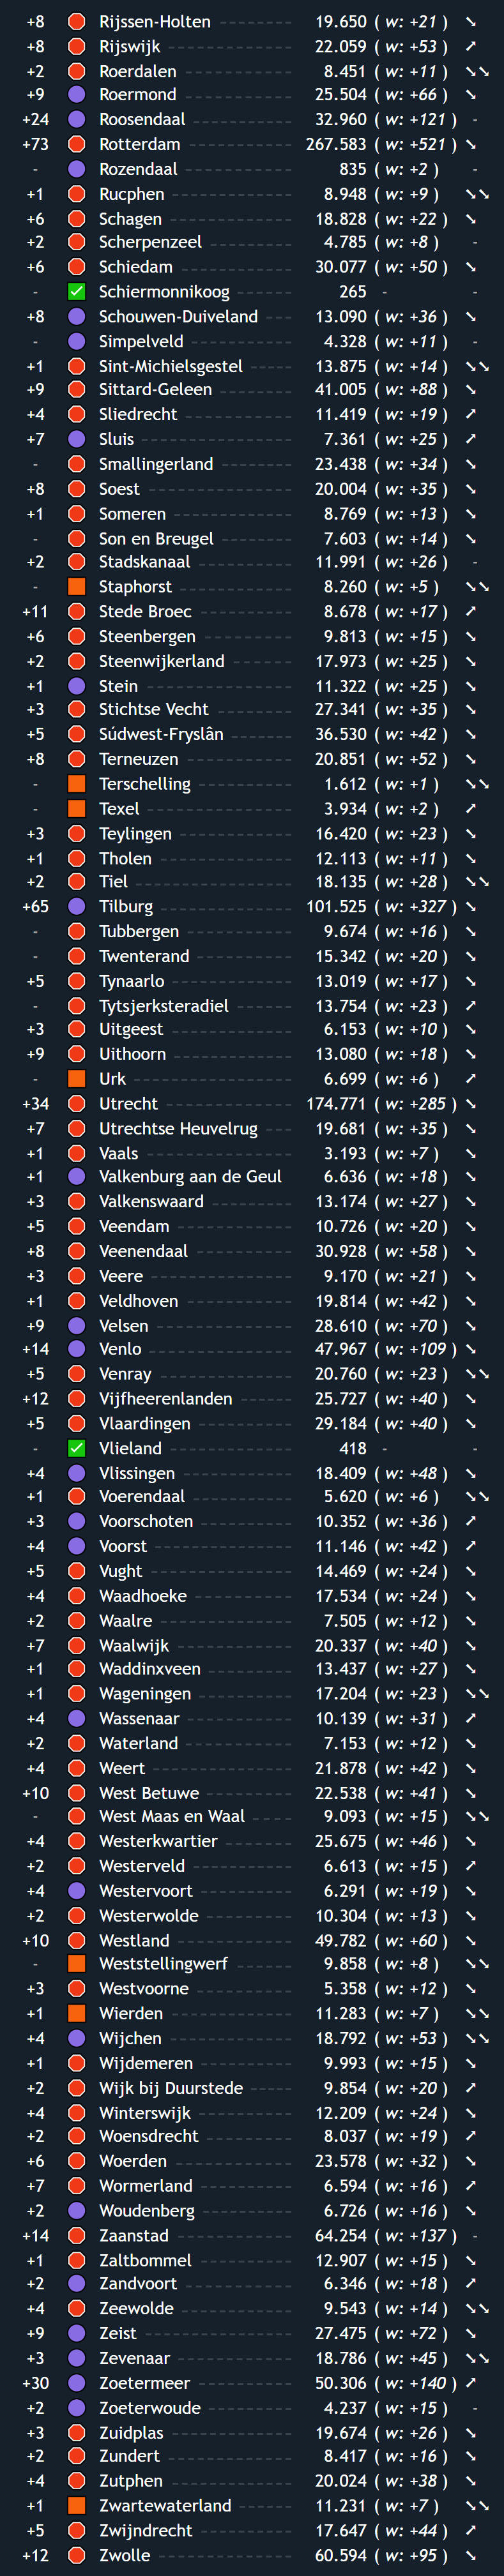 +8 Rijssen-Holten 19.650 ( w: +21 ) ➘
+8 Rijswijk 22.059 ( w: +53 ) ➚
+2 Roerdalen 8.451 ( w: +11 ) ➘➘
+9 Roermond 25.504 ( w: +66 ) ➘
+24 Roosendaal 32.960 ( w: +121 ) -
+73 Rotterdam 267.583 ( w: +521 ) ➘
- Rozendaal 835 ( w: +2 ) -
+1 Rucphen 8.948 ( w: +9 ) ➘➘
+6 Schagen 18.828 ( w: +22 ) ➘
+2 Scherpenzeel 4.785 ( w: +8 ) -
+6 Schiedam 30.077 ( w: +50 ) ➘
- Schiermonnikoog 265 - -
+8 Schouwen-Duiveland 13.090 ( w: +36 ) ➘
- Simpelveld 4.328 ( w: +11 ) -
+1 Sint-Michielsgestel 13.875 ( w: +14 ) ➘➘
+9 Sittard-Geleen 41.005 ( w: +88 ) ➘
+4 Sliedrecht 11.419 ( w: +19 ) ➚
+7 Sluis 7.361 ( w: +25 ) ➚
- Smallingerland 23.438 ( w: +34 ) ➘
+8 Soest 20.004 ( w: +35 ) ➘
+1 Someren 8.769 ( w: +13 ) ➘
- Son en Breugel 7.603 ( w: +14 ) ➘
+2 Stadskanaal 11.991 ( w: +26 ) -
- Staphorst 8.260 ( w: +5 ) ➘➘
+11 Stede Broec 8.678 ( w: +17 ) ➚
+6 Steenbergen 9.813 ( w: +15 ) ➘
+2 Steenwijkerland 17.973 ( w: +25 ) ➘
+1 Stein 11.322 ( w: +25 ) ➘
+3 Stichtse Vecht 27.341 ( w: +35 ) ➘
+5 Súdwest-Fryslân 36.530 ( w: +42 ) ➘
+8 Terneuzen 20.851 ( w: +52 ) ➘
- Terschelling 1.612 ( w: +1 ) ➘➘
- Texel 3.934 ( w: +2 ) ➚
+3 Teylingen 16.420 ( w: +23 ) ➘
+1 Tholen 12.113 ( w: +11 ) ➘
+2 Tiel 18.135 ( w: +28 ) ➘➘
+65 Tilburg 101.525 ( w: +327 ) ➘
- Tubbergen 9.674 ( w: +16 ) ➘
- Twenterand 15.342 ( w: +20 ) ➘
+5 Tynaarlo 13.019 ( w: +17 ) ➘
- Tytsjerksteradiel 13.754 ( w: +23 ) ➚
+3 Uitgeest 6.153 ( w: +10 ) ➘
+9 Uithoorn 13.080 ( w: +18 ) ➘
- Urk 6.699 ( w: +6 ) ➚
+34 Utrecht 174.771 ( w: +285 ) ➘
+7 Utrechtse Heuvelrug 19.681 ( w: +35 ) ➘
+1 Vaals 3.193 ( w: +7 ) ➘
+1 Valkenburg aan de Geul 6.636 ( w: +18 ) ➘
+3 Valkenswaard 13.174 ( w: +27 ) ➘
+5 Veendam 10.726 ( w: +20 ) ➘
+8 Veenendaal 30.928 ( w: +58 ) ➘
+3 Veere 9.170 ( w: +21 ) ➘
+1 Veldhoven 19.814 ( w: +42 ) ➘
+9 Velsen 28.610 ( w: +70 ) ➘
+14 Venlo 47.967 ( w: +109 ) ➘
+5 Venray 20.760 ( w: +23 ) ➘➘
+12 Vijfheerenlanden 25.727 ( w: +40 ) ➘
+5 Vlaardingen 29.184 ( w: +40 ) ➘
- Vlieland 418 - -
+4 Vlissingen 18.409 ( w: +48 ) ➘
+1 Voerendaal 5.620 ( w: +6 ) ➘➘
+3 Voorschoten 10.352 ( w: +36 ) ➚
+4 Voorst 11.146 ( w: +42 ) ➚
+5 Vught 14.469 ( w: +24 ) ➘
+4 Waadhoeke 17.534 ( w: +24 ) ➘
+2 Waalre 7.505 ( w: +12 ) ➘
+7 Waalwijk 20.337 ( w: +40 ) ➘
+1 Waddinxveen 13.437 ( w: +27 ) ➘
+1 Wageningen 17.204 ( w: +23 ) ➘➘
+4 Wassenaar 10.139 ( w: +31 ) ➚
+2 Waterland 7.153 ( w: +12 ) ➘
+4 Weert 21.878 ( w: +42 ) ➘
+10 West Betuwe 22.538 ( w: +41 ) ➘
- West Maas en Waal 9.093 ( w: +15 ) ➘➘
+4 Westerkwartier 25.675 ( w: +46 ) ➘
+2 Westerveld 6.613 ( w: +15 ) ➚
+4 Westervoort 6.291 ( w: +19 ) ➘
+2 Westerwolde 10.304 ( w: +13 ) ➘
+10 Westland 49.782 ( w: +60 ) ➘
- Weststellingwerf 9.858 ( w: +8 ) ➘➘
+3 Westvoorne 5.358 ( w: +12 ) ➘
+1 Wierden 11.283 ( w: +7 ) ➘➘
+4 Wijchen 18.792 ( w: +53 ) ➘➘
+1 Wijdemeren 9.993 ( w: +15 ) ➘
+2 Wijk bij Duurstede 9.854 ( w: +20 ) ➚
+4 Winterswijk 12.209 ( w: +24 ) ➘
+2 Woensdrecht 8.037 ( w: +19 ) ➚
+6 Woerden 23.578 ( w: +32 ) ➘
+7 Wormerland 6.594 ( w: +16 ) ➚
+2 Woudenberg 6.726 ( w: +16 ) ➘
+14 Zaanstad 64.254 ( w: +137 ) -
+1 Zaltbommel 12.907 ( w: +15 ) ➘
+2 Zandvoort 6.346 ( w: +18 ) ➚
+4 Zeewolde 9.543 ( w: +14 ) ➘➘
+9 Zeist 27.475 ( w: +72 ) ➘
+3 Zevenaar 18.786 ( w: +45 ) ➘➘
+30 Zoetermeer 50.306 ( w: +140 ) ➚
+2 Zoeterwoude 4.237 ( w: +15 ) -
+3 Zuidplas 19.674 ( w: +26 ) ➘
+2 Zundert 8.417 ( w: +16 ) ➘
+4 Zutphen 20.024 ( w: +38 ) ➘
+1 Zwartewaterland 11.231 ( w: +7 ) ➘➘
+5 Zwijndrecht 17.647 ( w: +44 ) ➚
+12 Zwolle 60.594 ( w: +95 ) ➘